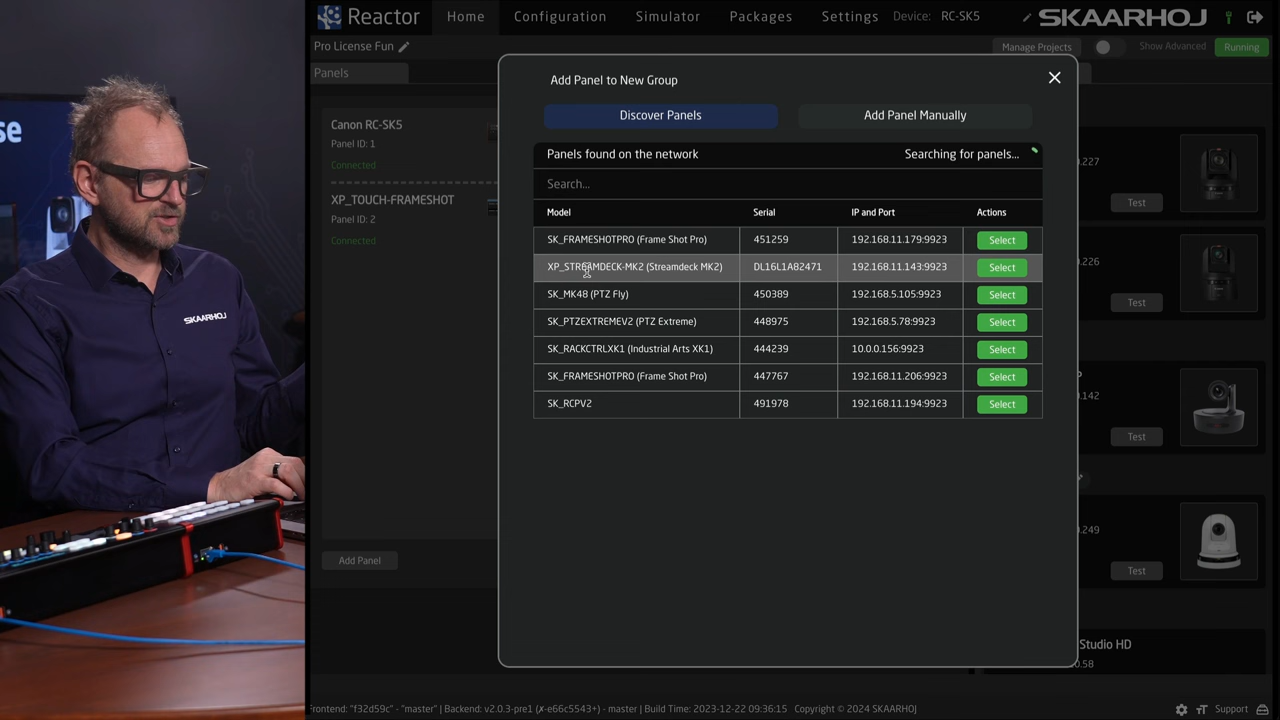 Reactor
Home
Configuration
Simulator
Packages
Settings
Device: RC-SK5
SKAARHOJ
Pro License Fun
Manage Projects
Show Advanced
Running
Panels
se
Canon RC-SK5
Panel ID: 1
Connected
XP_TOUCH-FRAMESHOT
Panel ID: 2
Connected
Add Panel
SKAARHOJ
Add Panel to New Group
Discover Panels
Add Panel Manually
Panels found on the network
Searching for panels...
Search...
Model Serial IP and Port Actions
SK_FRAMESHOTPRO (Frame Shot Pro) 451259 192.168.11.179:9923 Select
XP_STREAMDECK-MK2 (Streamdeck MK2) DL16L1A82471 192.168.11.143:9923 Select
SK_MK48 (PTZ Fly) 450389 192.168.5.105:9923 Select
SK_PTZEXTREMEV2 (PTZ Extreme) 448975 192.168.5.78:9923 Select
SK_RACKCTRLXK1 (Industrial Arts XK1) 444239 10.0.0.156:9923 Select
SK_FRAMESHOTPRO (Frame Shot Pro) 447767 192.168.11.206:9923 Select
SK_RCPV2 491978 192.168.11.194:9923 Select
.227
Test
.226
Test
.142
Test
.249
Test
Studio HD
.58
Frontend: "f32d59c" - "master" | Backend: v2.0.3-pre1 (✗-e66c5543+) - master | Build Time: 2023-12-22 09:36:15 Copyright © 2024 SKAARHOJ
Support